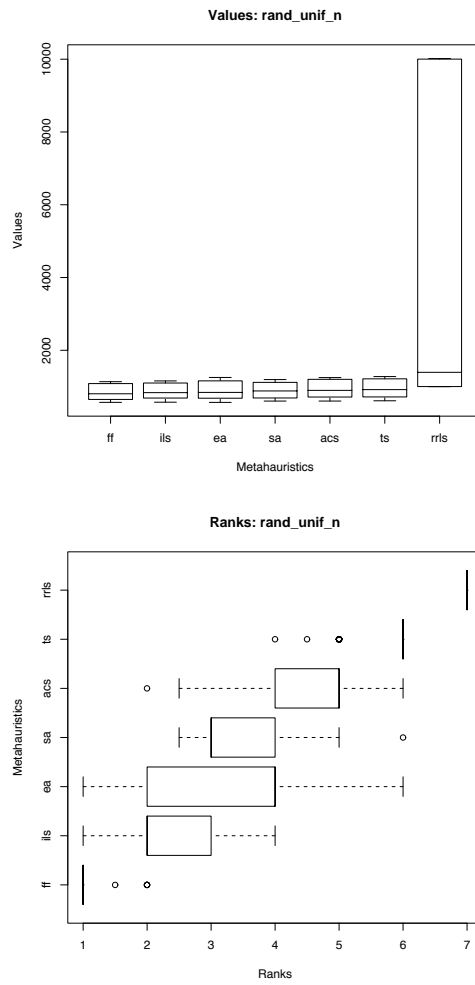 Values: rand_unif_n
10000
8000
6000
4000
2000
Values
ff ils ea sa acs ts rrls
Metahauristics
Ranks: rand_unif_n
rrls
ts
acs
sa
ea
ils
ff
Metahauristics
1 2 3 4 5 6 7
Ranks